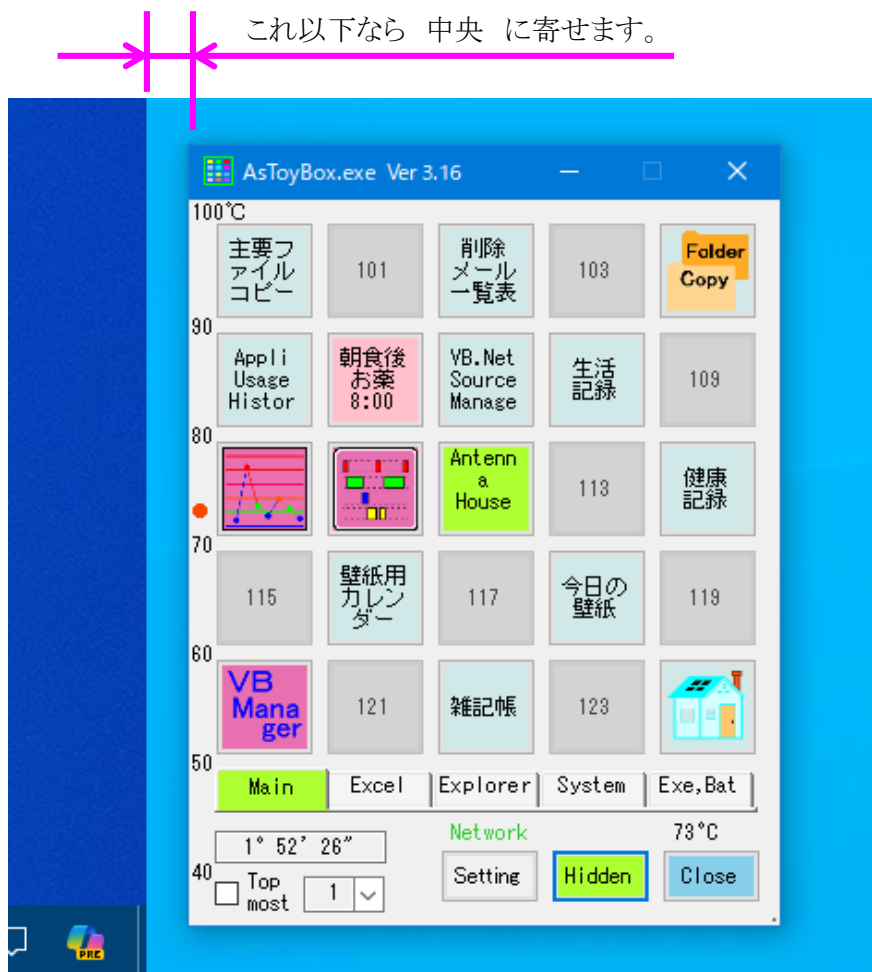 これ以下なら 中央 に寄せます。
AsToyBox.exe Ver 3.16
100℃
主要フ
ァイル
コピー
101
削除
メール
一覧表
103
Folder
Copy
90
Appli
Usage
Histor
朝食後
お薬
8:00
VB.Net
Source
Manage
生活
記録
109
80
Antenn
a
House
113
健康
記録
70
115
壁紙用
カレン
ダー
117
今日の
壁紙
119
60
VB
Mana
ger
121
雑記帳
123
50
Main Excel Explorer System Exe,Bat
1° 52’ 26”
Network
73℃
40
Top
most
1
Setting
Hidden
Close
PRE